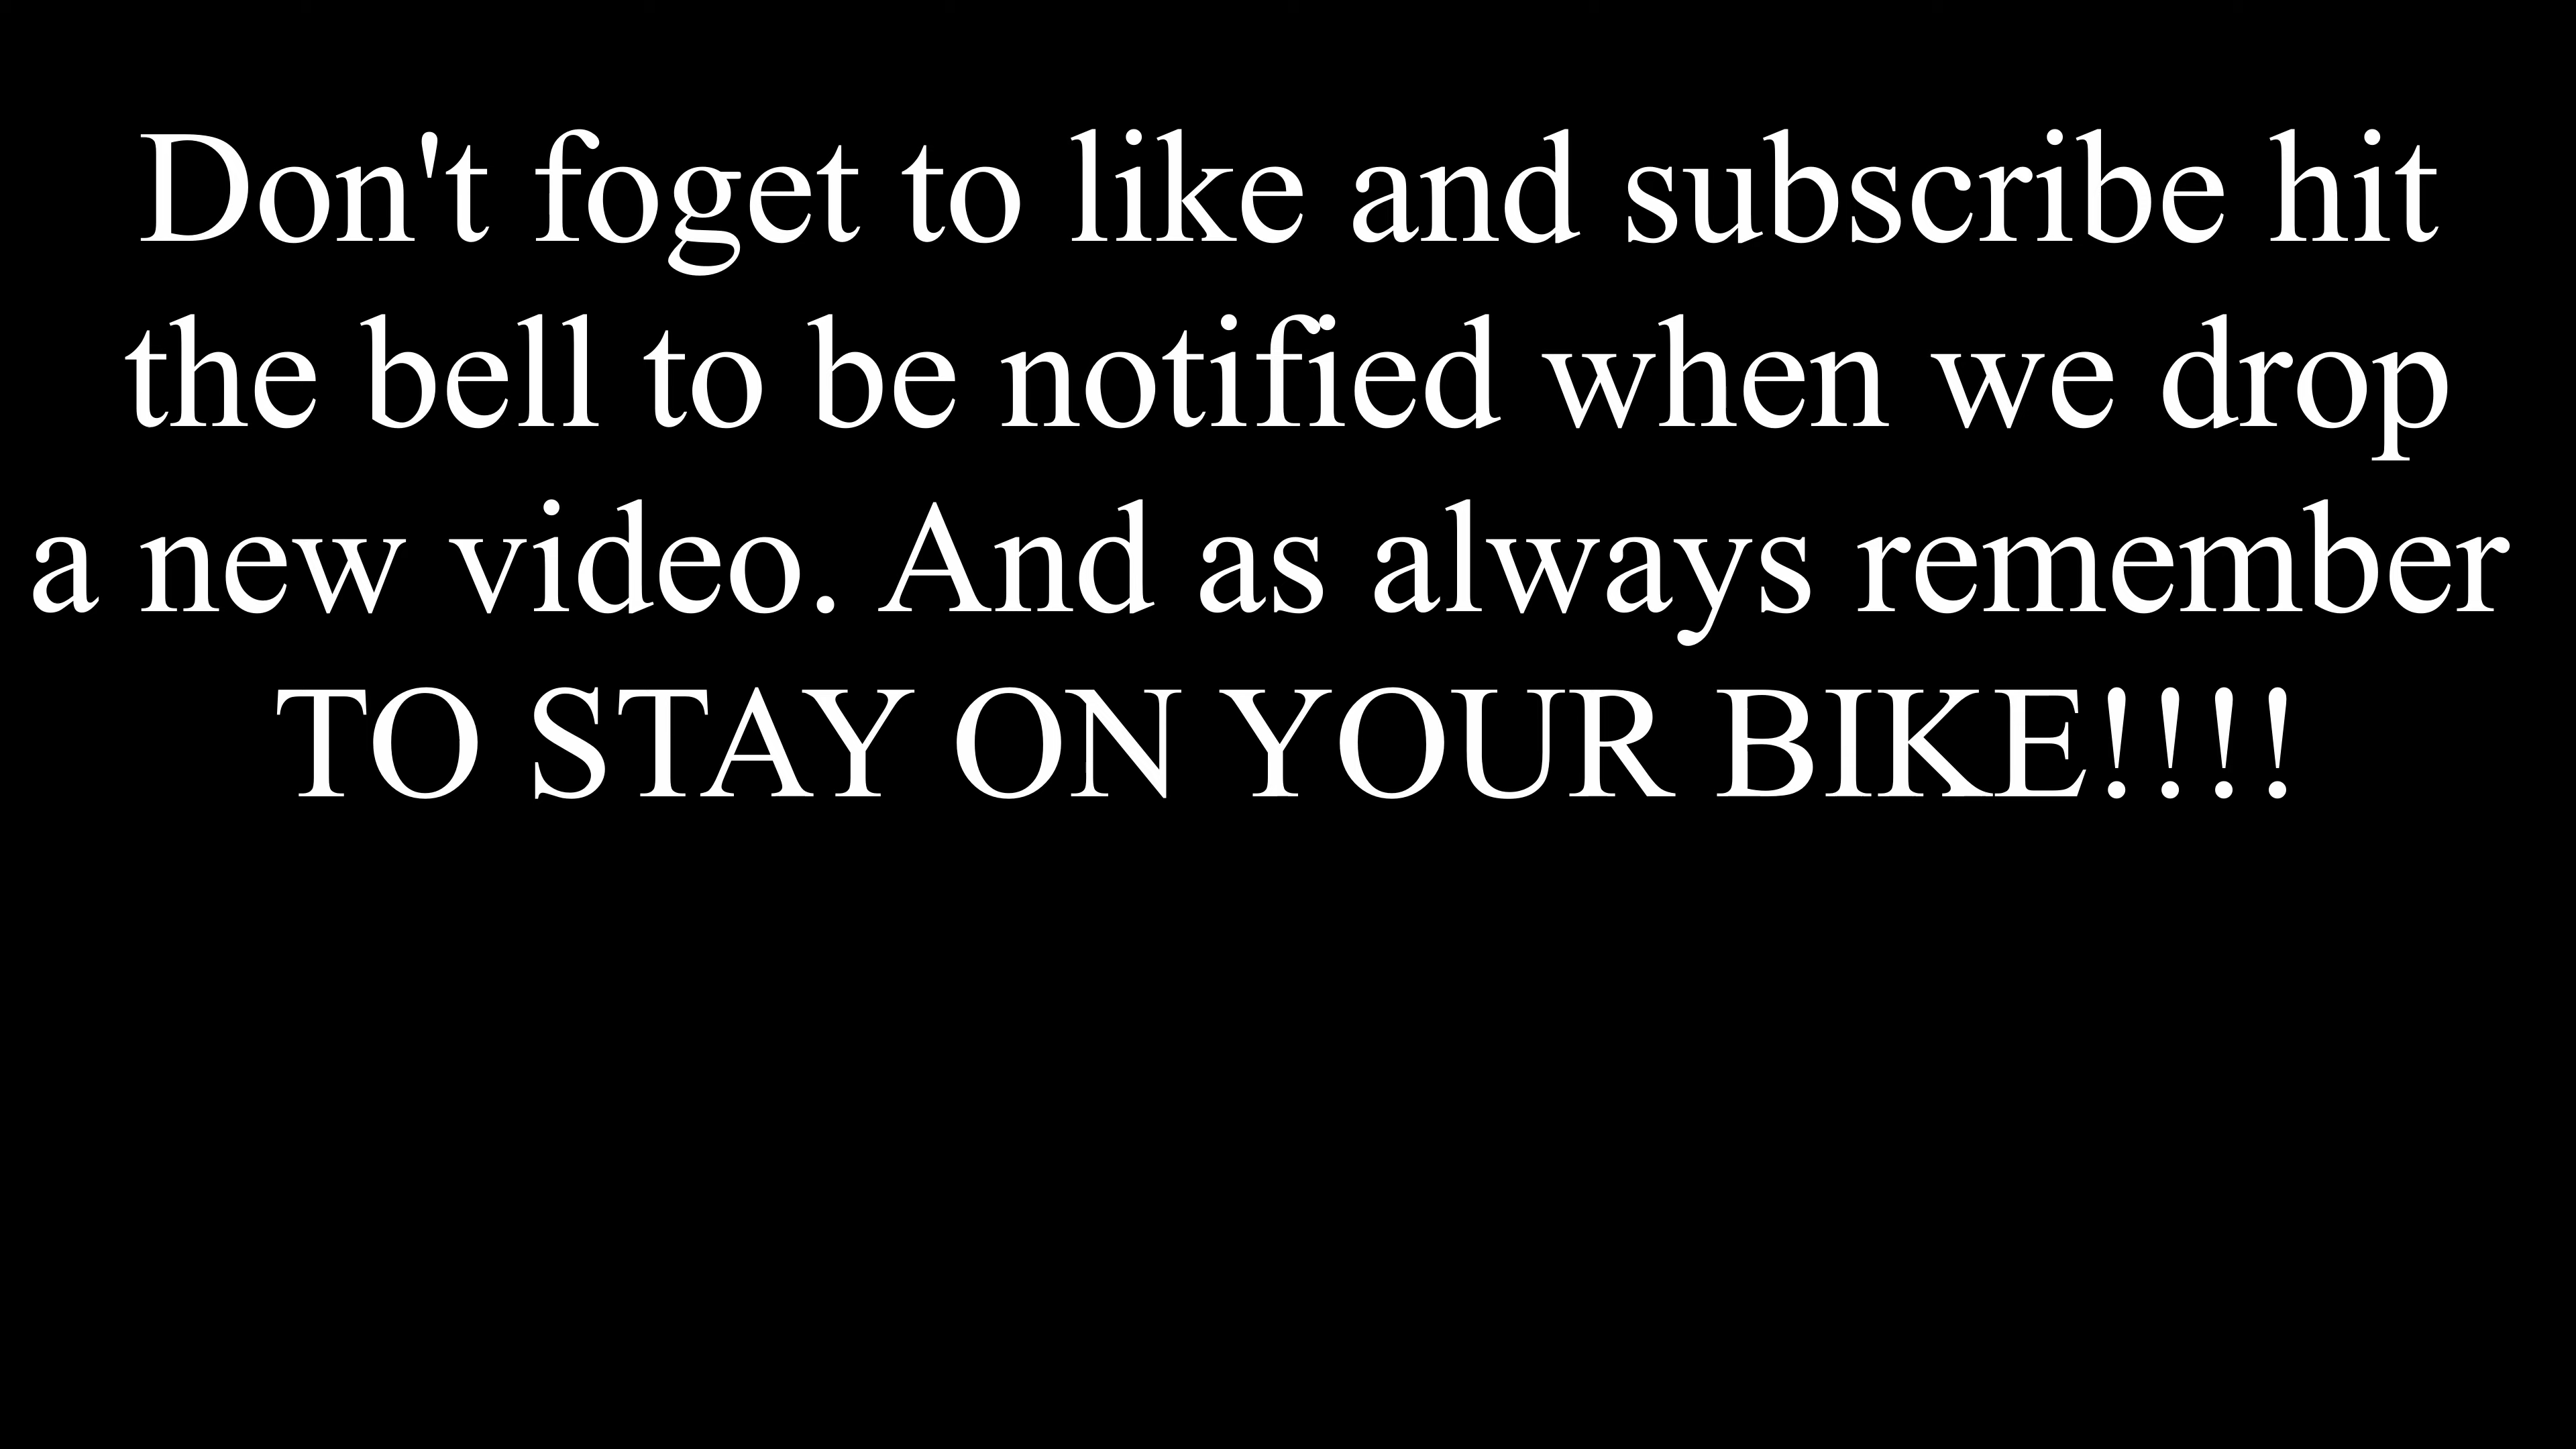 Don't foget to like and subscribe hit
the bell to be notified when we drop
a new video. And as always remember
TO STAY ON YOUR BIKE!!!!